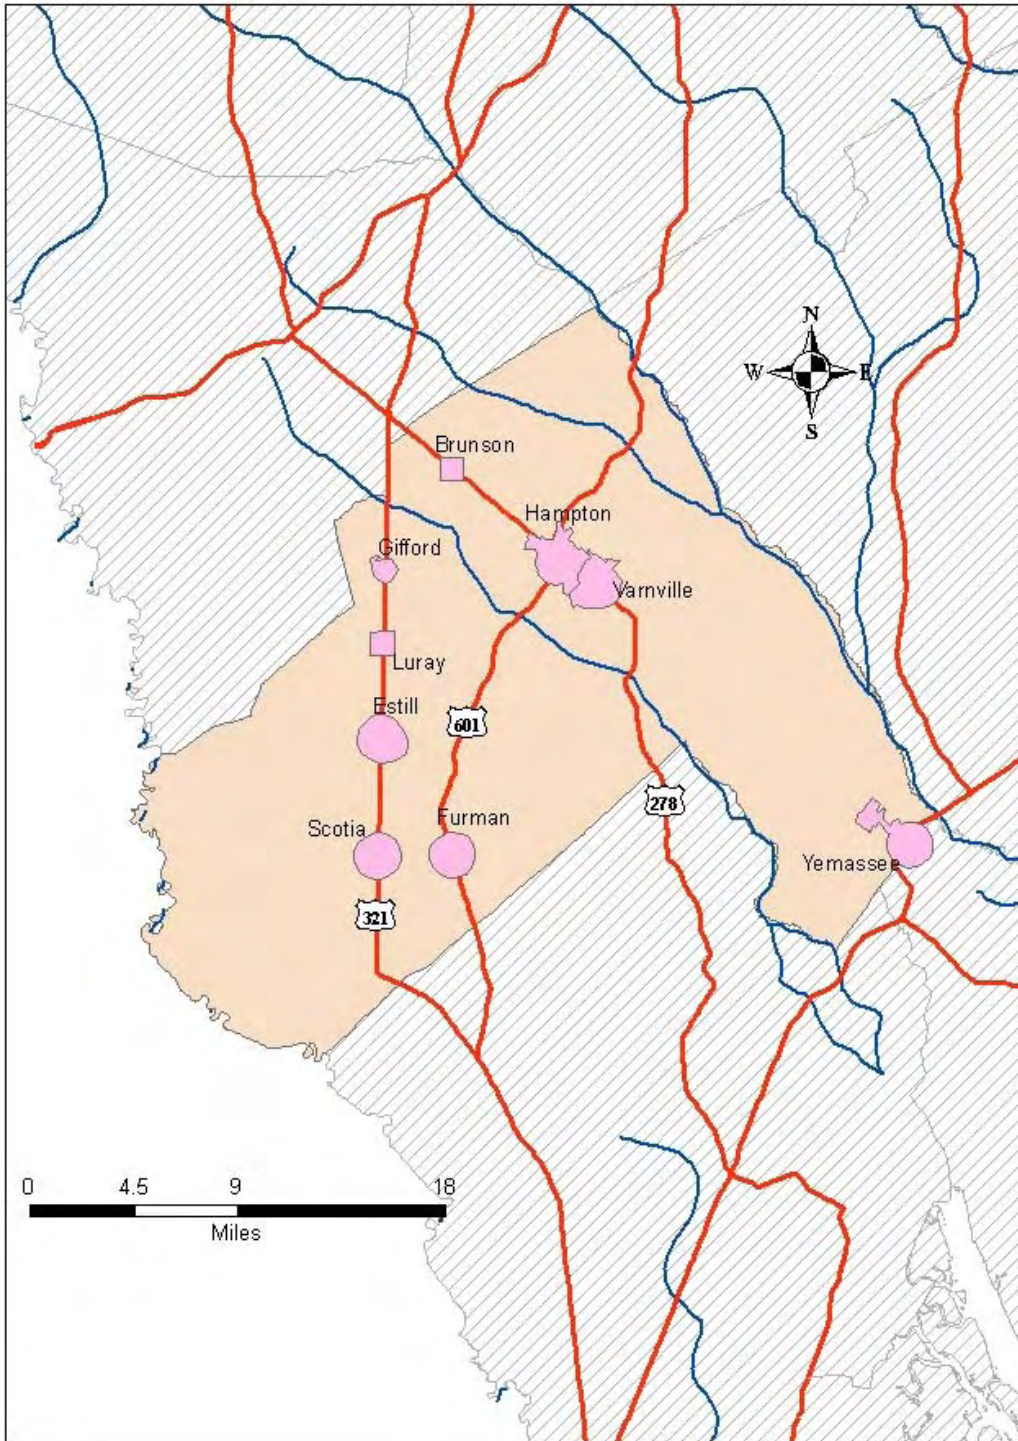 N
W E
S
Brunson
Hampton
Gifford
Varnville
Luray
Estill
601
278
Scotia
Furman
Yemassee
321
0 4.5 9 18
Miles